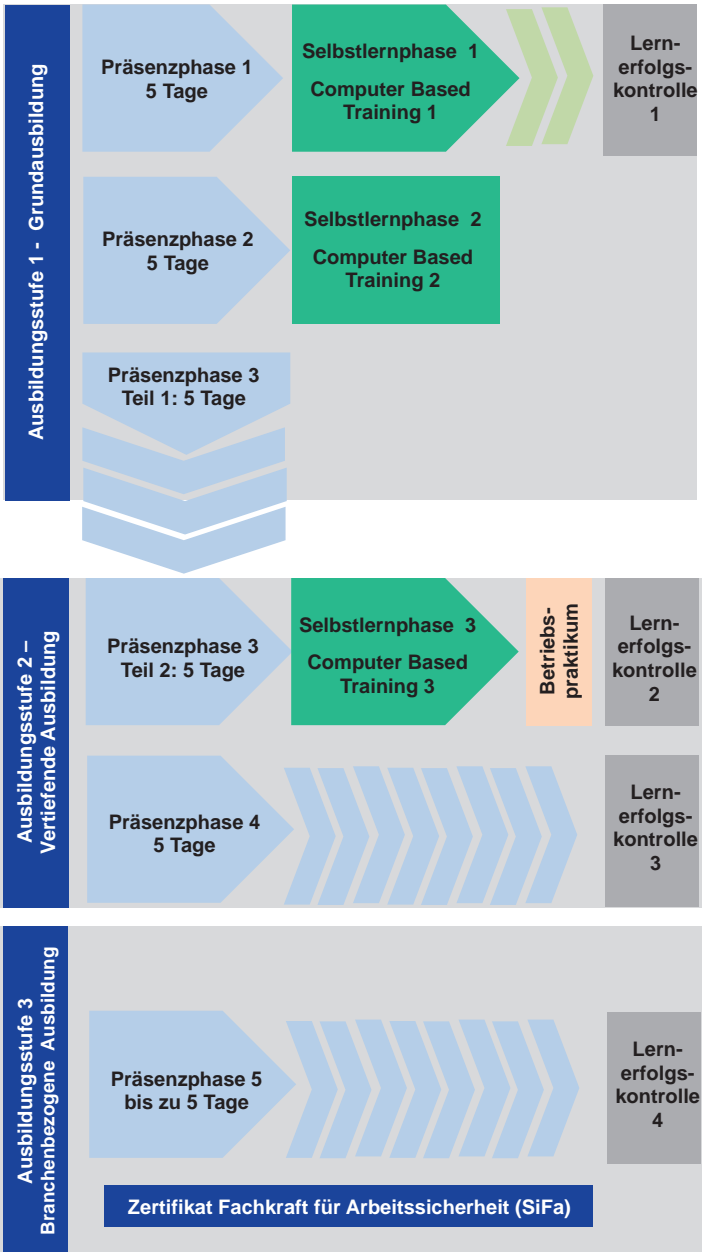 Ausbildungsstufe 1 - Grundausbildung
Präsenzphase 1
5 Tage
Selbstlernphase 1
Computer Based
Training 1
Lern-
erfolgs-
kontrolle
1
Präsenzphase 2
5 Tage
Selbstlernphase 2
Computer Based
Training 2
Präsenzphase 3
Teil 1: 5 Tage
Ausbildungsstufe 2 –
Vertiefende Ausbildung
Präsenzphase 3
Teil 2: 5 Tage
Selbstlernphase 3
Computer Based
Training 3
Betriebs-
praktikum
Lern-
erfolgs-
kontrolle
2
Präsenzphase 4
5 Tage
Lern-
erfolgs-
kontrolle
3
Ausbildungsstufe 3
Branchenbezogene Ausbildung
Präsenzphase 5
bis zu 5 Tage
Lern-
erfolgs-
kontrolle
4
Zertifikat Fachkraft für Arbeitssicherheit (SiFa)